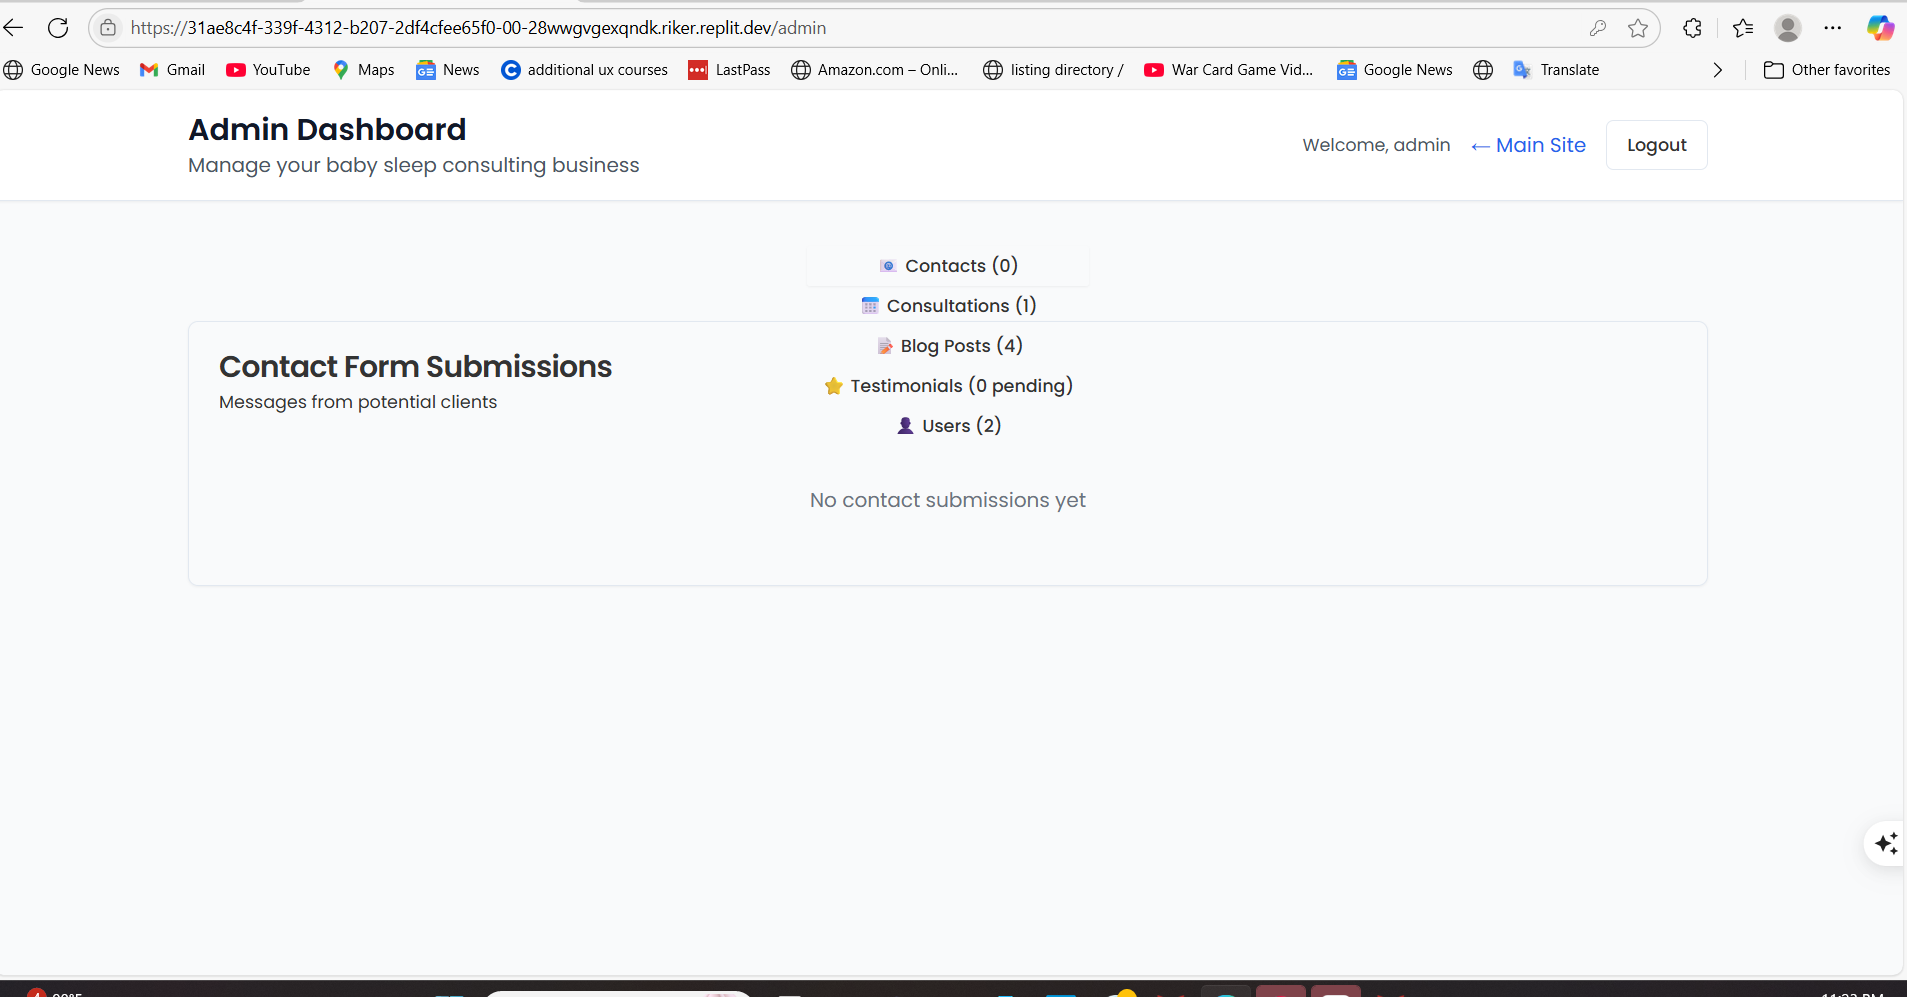 https://31ae8c4f-339f-4312-b207-2df4cfee65f0-00-28wwgvgexqndk.riker.replit.dev/admin
Google News Gmail YouTube Maps News additional ux courses LastPass Amazon.com – Onli... listing directory / War Card Game Vid... Google News Translate Other favorites
Admin Dashboard
Manage your baby sleep consulting business
Welcome, admin ← Main Site Logout
Contacts (0)
Consultations (1)
Blog Posts (4)
Testimonials (0 pending)
Users (2)
Contact Form Submissions
Messages from potential clients
No contact submissions yet